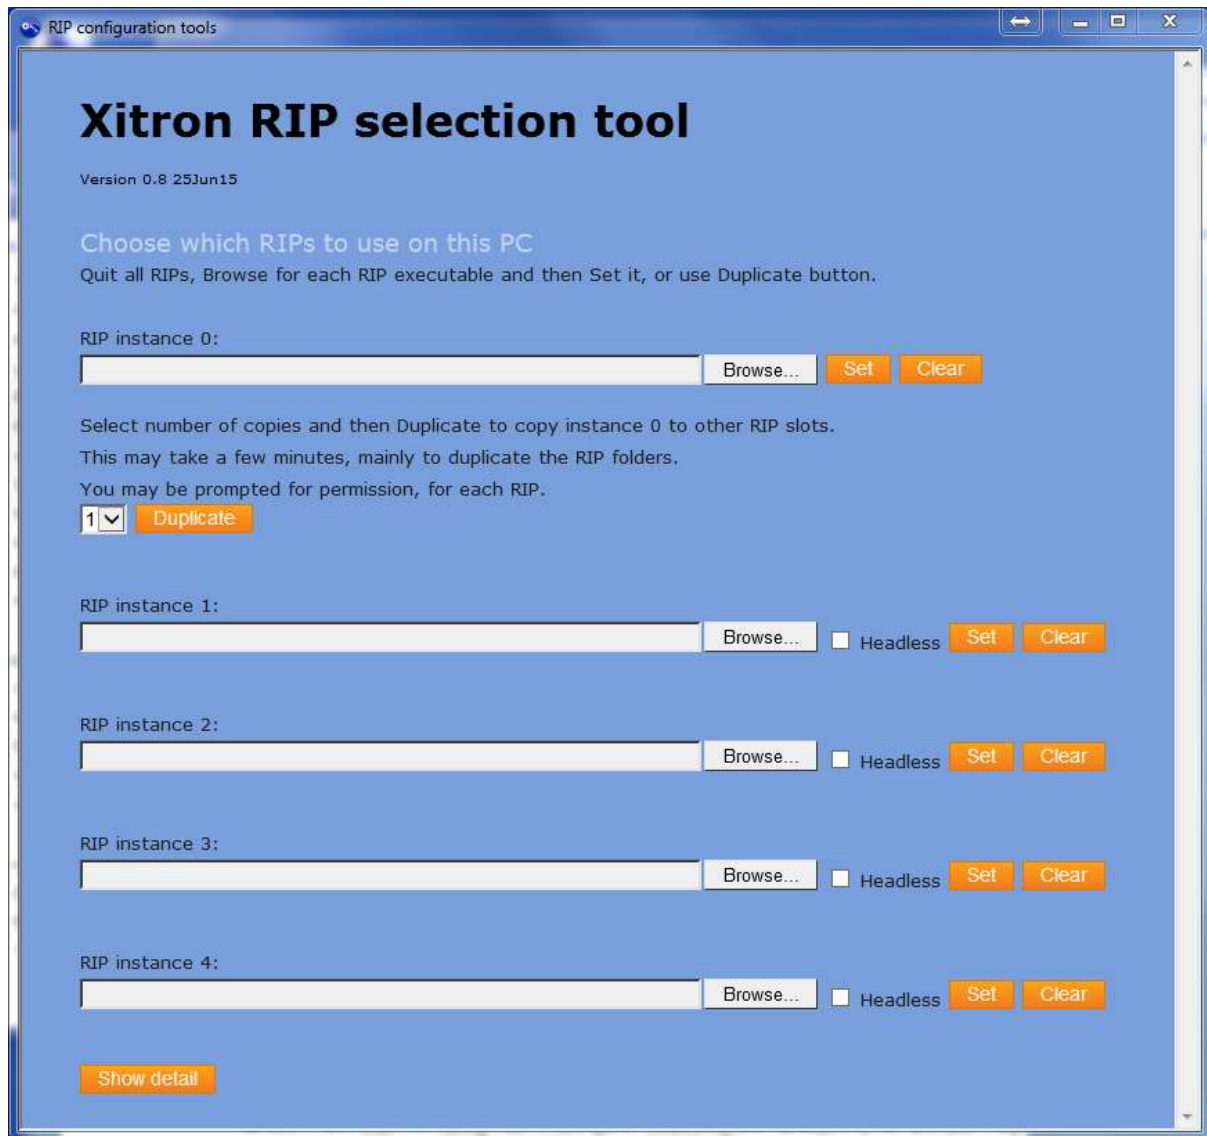 RIP configuration tools
Xitron RIP selection tool
Version 0.8 25Jun15
Choose which RIPs to use on this PC
Quit all RIPs, Browse for each RIP executable and then Set it, or use Duplicate button.
RIP instance 0:
Browse... Set Clear
Select number of copies and then Duplicate to copy instance 0 to other RIP slots.
This may take a few minutes, mainly to duplicate the RIP folders.
You may be prompted for permission, for each RIP.
1 Duplicate
RIP instance 1:
Browse... Headless Set Clear
RIP instance 2:
Browse... Headless Set Clear
RIP instance 3:
Browse... Headless Set Clear
RIP instance 4:
Browse... Headless Set Clear
Show detail